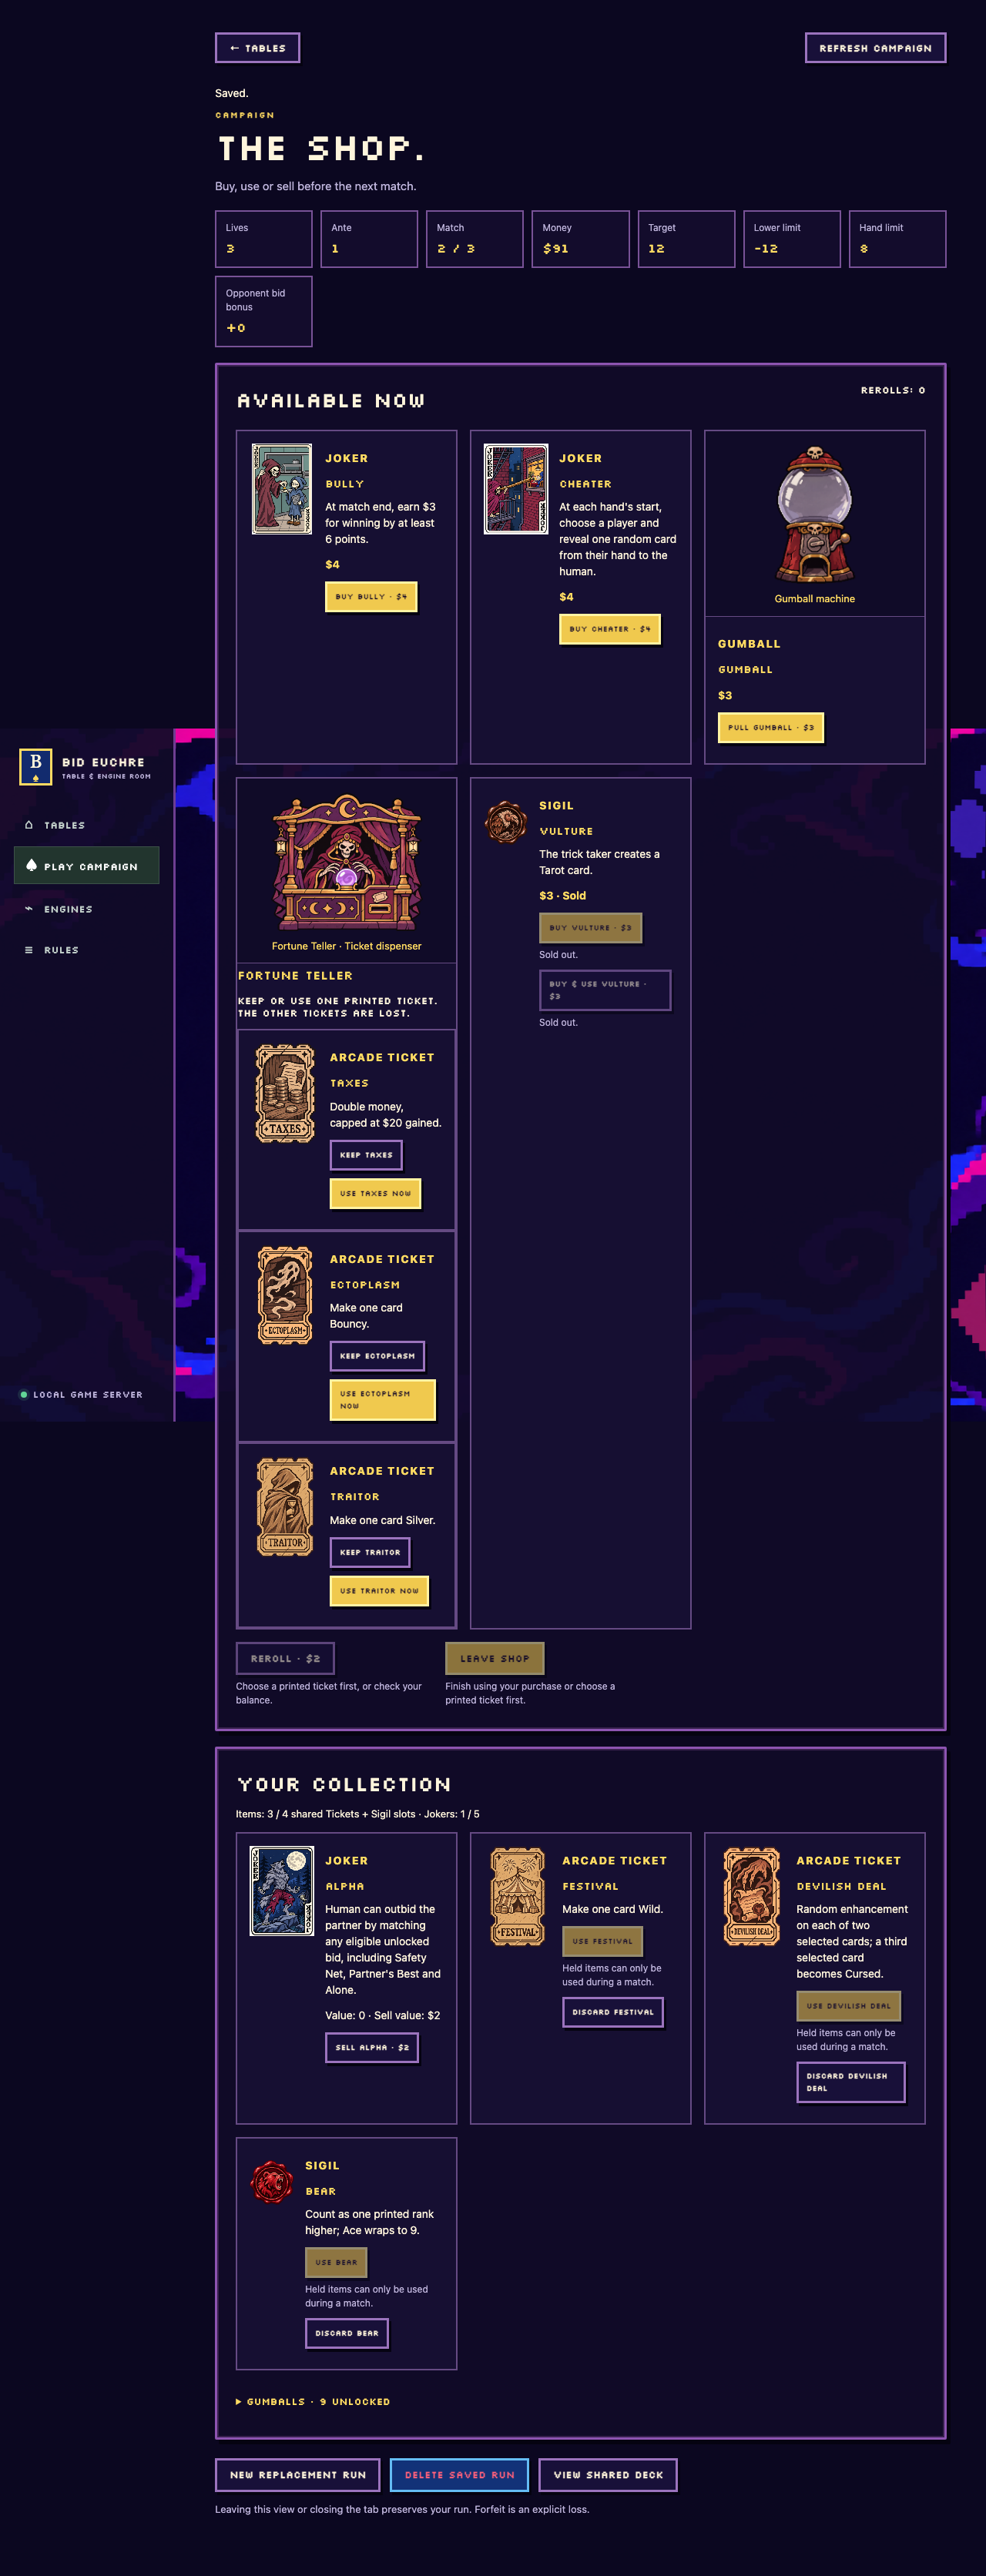 ← TABLES
REFRESH CAMPAIGN
Saved.
CAMPAIGN
THE SHOP.
Buy, use or sell before the next match.
Lives
3
Ante
1
Match
2 / 3
Money
$91
Target
12
Lower limit
-12
Hand limit
8
Opponent bid
bonus
+0
AVAILABLE NOW
REROLLS: 0
JOKER
BULLY
At match end, earn $3
for winning by at least
6 points.
$4
BUY BULLY · $4
JOKER
CHEATER
At each hand's start,
choose a player and
reveal one random card
from their hand to the
human.
$4
BUY CHEATER · $4
Gumball machine
GUMBALL
GUMBALL
$3
PULL GUMBALL · $3
B
BID EUCHRE
TABLE & ENGINE ROOM
TABLES
PLAY CAMPAIGN
ENGINES
RULES
LOCAL GAME SERVER
Fortune Teller · Ticket dispenser
FORTUNE TELLER
KEEP OR USE ONE PRINTED TICKET.
THE OTHER TICKETS ARE LOST.
TAXES
ARCADE TICKET
TAXES
Double money,
capped at $20 gained.
KEEP TAXES
USE TAXES NOW
ECTOPLASM
ARCADE TICKET
ECTOPLASM
Make one card
Bouncy.
KEEP ECTOPLASM
USE ECTOPLASM
NOW
TRAITOR
ARCADE TICKET
TRAITOR
Make one card Silver.
KEEP TRAITOR
USE TRAITOR NOW
SIGIL
VULTURE
The trick taker creates a
Tarot card.
$3 · Sold
BUY VULTURE · $3
Sold out.
BUY & USE VULTURE ·
$3
Sold out.
REROLL · $2
Choose a printed ticket first, or check your
balance.
LEAVE SHOP
Finish using your purchase or choose a
printed ticket first.
YOUR COLLECTION
Items: 3 / 4 shared Tickets + Sigil slots · Jokers: 1 / 5
JOKER
ALPHA
Human can outbid the
partner by matching
any eligible unlocked
bid, including Safety
Net, Partner's Best and
Alone.
Value: 0 · Sell value: $2
SELL ALPHA · $2
FESTIVAL
ARCADE TICKET
FESTIVAL
Make one card Wild.
USE FESTIVAL
Held items can only be
used during a match.
DISCARD FESTIVAL
DEVILISH DEAL
ARCADE TICKET
DEVILISH DEAL
Random enhancement
on each of two
selected cards; a third
selected card
becomes Cursed.
USE DEVILISH DEAL
Held items can only be
used during a match.
DISCARD DEVILISH
DEAL
SIGIL
BEAR
Count as one printed rank
higher; Ace wraps to 9.
USE BEAR
Held items can only be used
during a match.
DISCARD BEAR
▶ GUMBALLS · 9 UNLOCKED
NEW REPLACEMENT RUN
DELETE SAVED RUN
VIEW SHARED DECK
Leaving this view or closing the tab preserves your run. Forfeit is an explicit loss.